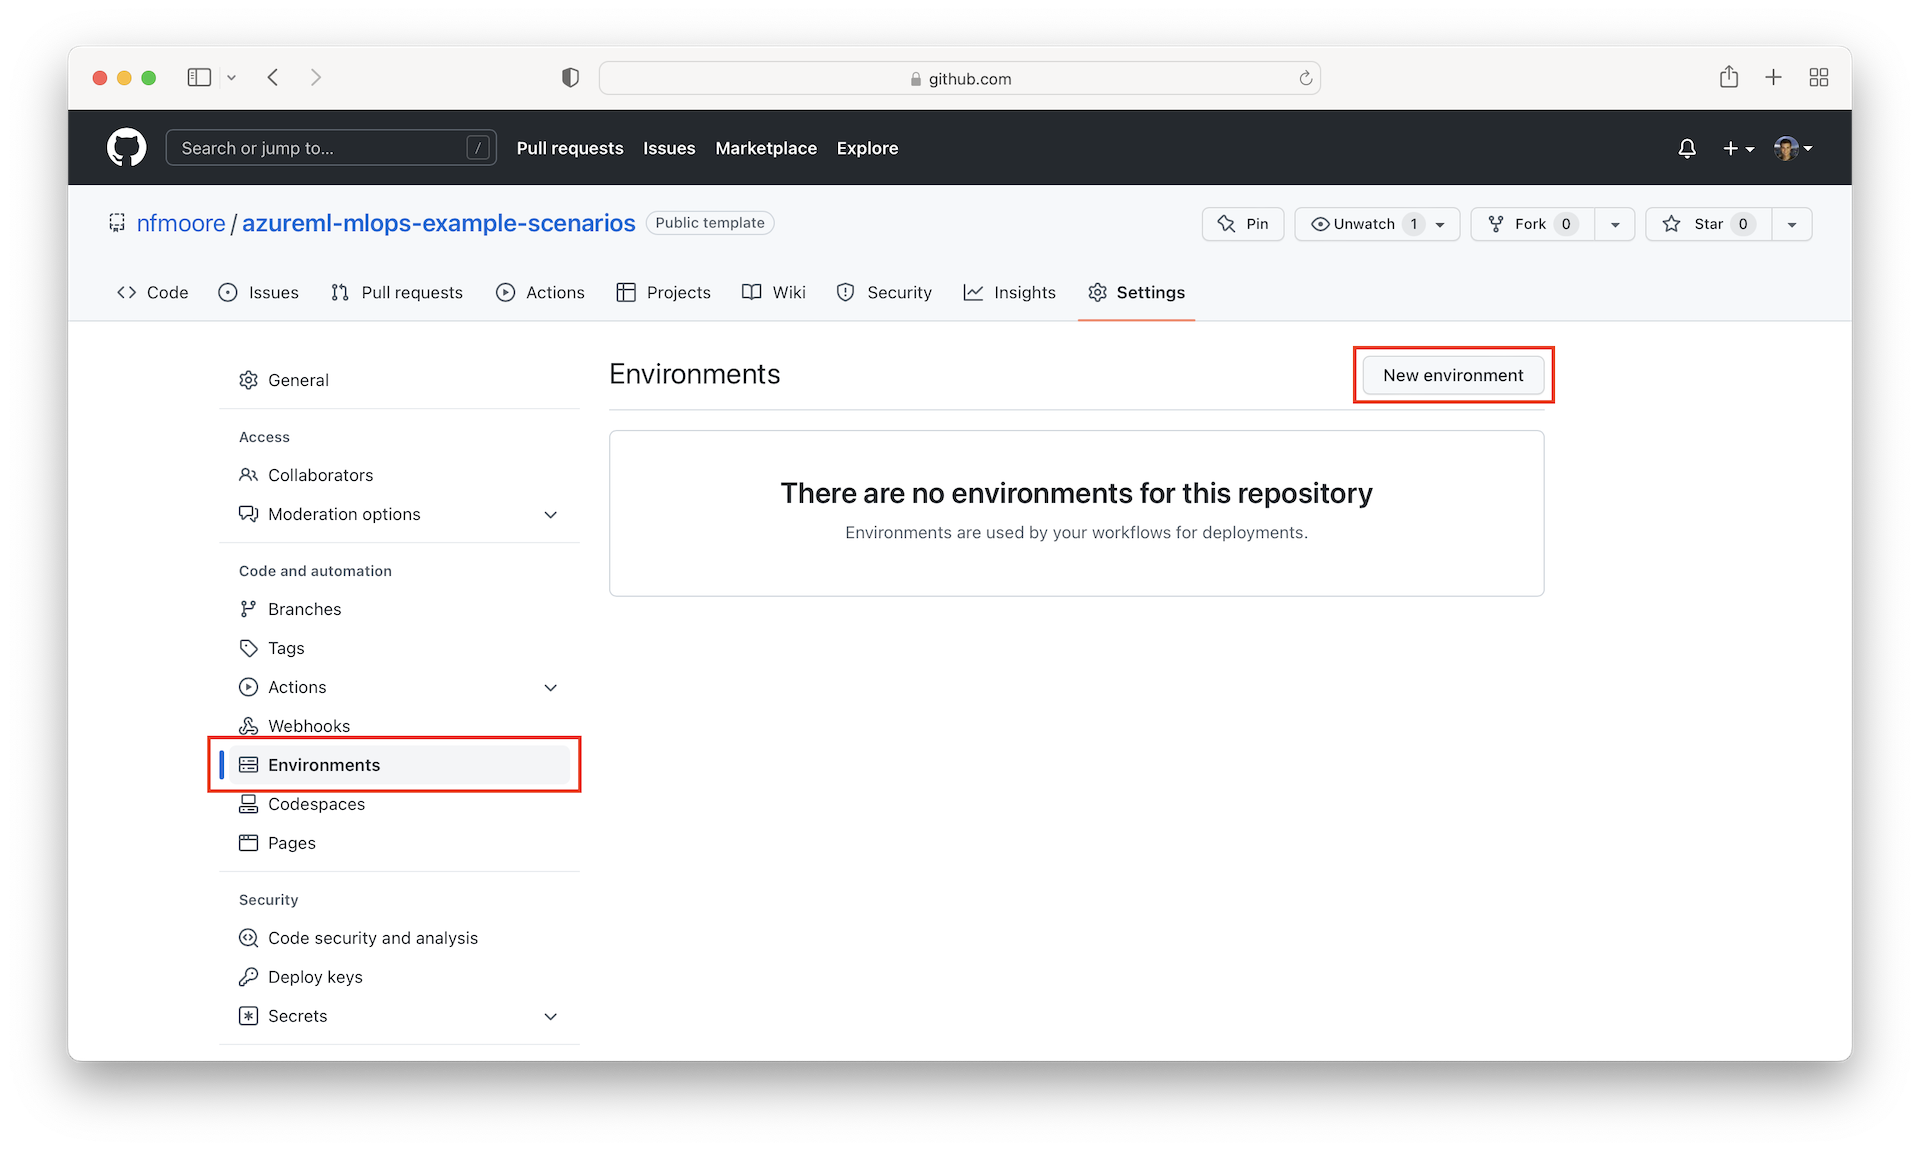 github.com
Search or jump to... /
Pull requests Issues Marketplace Explore
nfmoore / azureml-mlops-example-scenarios Public template
Pin Unwatch 1 Fork 0 Star 0
Code Issues Pull requests Actions Projects Wiki Security Insights Settings
General
Access
Collaborators
Moderation options
Code and automation
Branches
Tags
Actions
Webhooks
Environments
Codespaces
Pages
Security
Code security and analysis
Deploy keys
Secrets
Environments
New environment
There are no environments for this repository
Environments are used by your workflows for deployments.